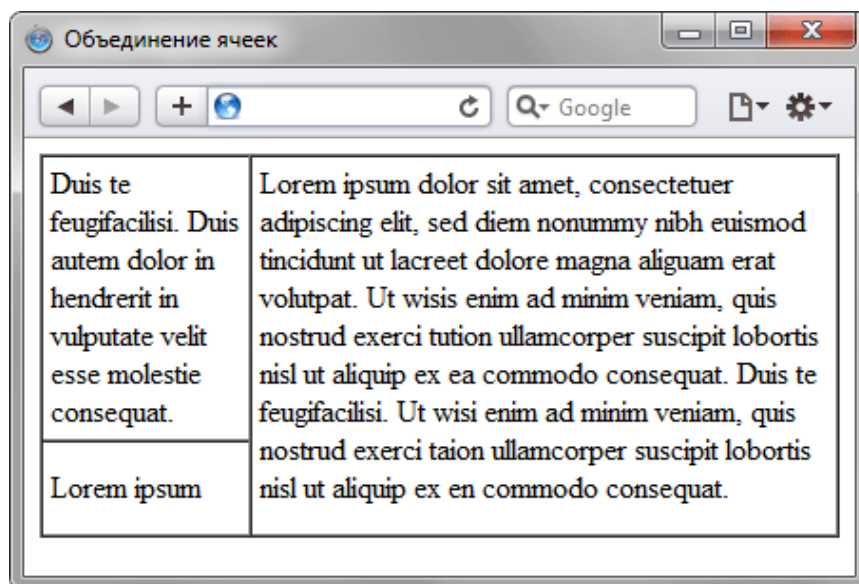 Объединение ячеек
Google
Duis te
feugifacilisi. Duis
autem dolor in
hendrerit in
vulputate velit
esse molestie
consequat.
Lorem ipsum
Lorem ipsum dolor sit amet, consectetuer
adipiscing elit, sed diem nonummy nibh euismod
tincidunt ut lacreet dolore magna aliguam erat
volutpat. Ut wisis enim ad minim veniam, quis
nostrud exerci tution ullamcorper suscipit lobortis
nisl ut aliquip ex ea commodo consequat. Duis te
feugifacilisi. Ut wisi enim ad minim veniam, quis
nostrud exerci taion ullamcorper suscipit lobortis
nisl ut aliquip ex en commodo consequat.